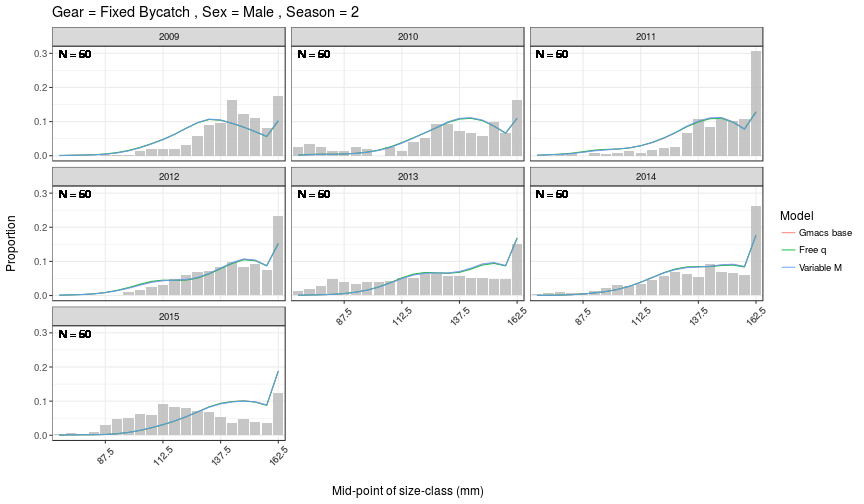 Gear = Fixed Bycatch , Sex = Male , Season = 2
2009
2010
2011
N = 60
N = 60
N = 60
0.3
0.2
0.1
0.0
2012
2013
2014
N = 60
N = 60
N = 60
0.3
0.2
0.1
0.0
87.5
112.5
137.5
162.5
87.5
112.5
137.5
162.5
2015
N = 60
0.3
0.2
0.1
0.0
87.5
112.5
137.5
162.5
Proportion
Mid-point of size-class (mm)
Model
Gmacs base
Free q
Variable M